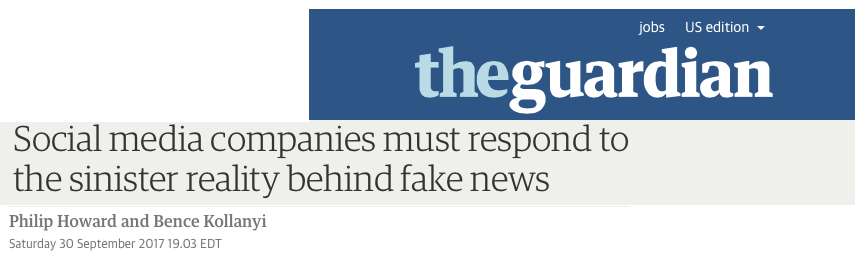 jobs US edition
theguardian
Social media companies must respond to
the sinister reality behind fake news
Philip Howard and Bence Kollanyi
Saturday 30 September 2017 19.03 EDT